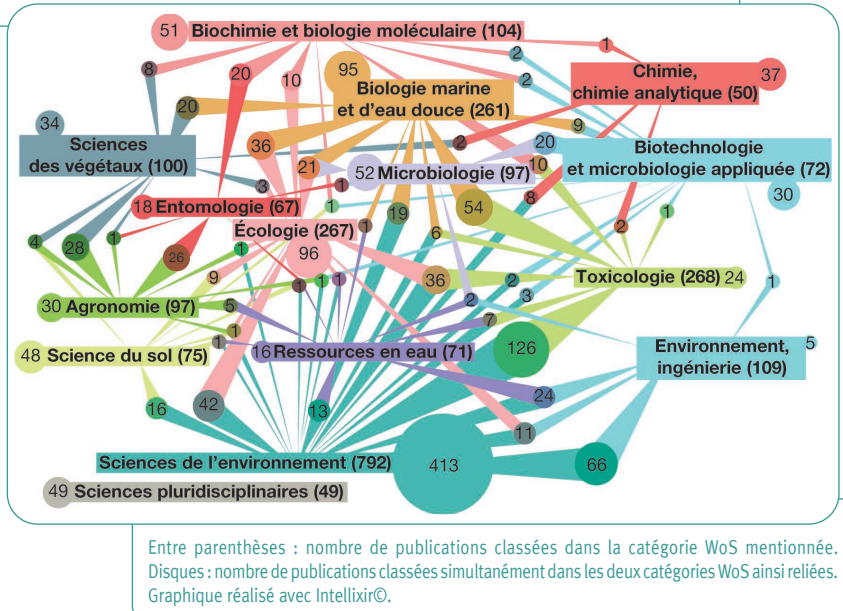 51 Biochimie et biologie moléculaire (104)
1
2
8
20
10
2
95
Biologie marine
et d'eau douce (261)
Chimie,
chimie analytique (50)
37
20
34
Sciences
des végétaux (100)
36
9
2
20
Biotechnologie
et microbiologie appliquée (72)
30
21
52 Microbiologie (97)
10
3
1
18 Entomologie (67)
1
19
54
8
Écologie (267)
96
1
6
2
1
4
28
1
26
1
9
1
1
1
36
2
3
Toxicologie (268) 24
1
30 Agronomie (97)
5
2
7
1
1
48 Science du sol (75)
16 Ressources en eau (71)
126
Environnement,
ingénierie (109)
5
16
42
13
24
11
Sciences de l'environnement (792)
413
66
49 Sciences pluridisciplinaires (49)
Entre parenthèses : nombre de publications classées dans la catégorie WoS mentionnée.
Disques : nombre de publications classées simultanément dans les deux catégories WoS ainsi reliées.
Graphique réalisé avec Intellixir©.